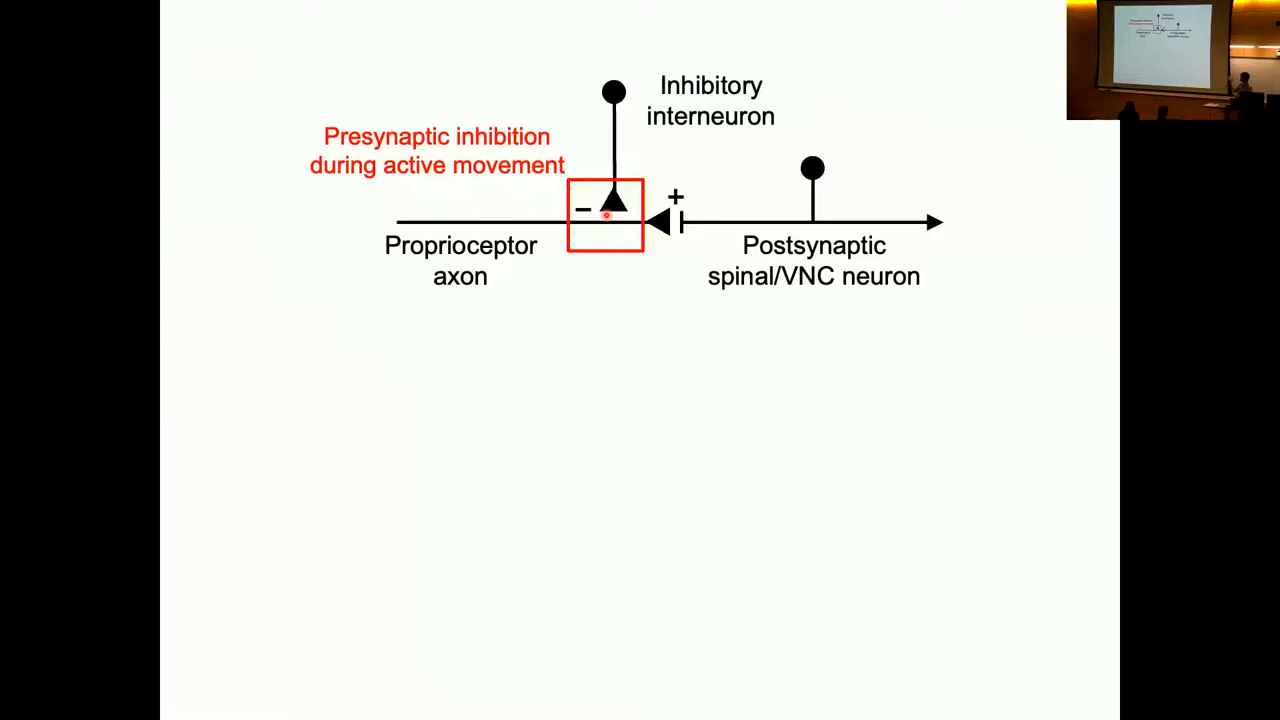 Inhibitory
interneuron
Presynaptic inhibition
during active movement
+
−
Proprioceptor
axon
Postsynaptic
spinal/VNC neuron